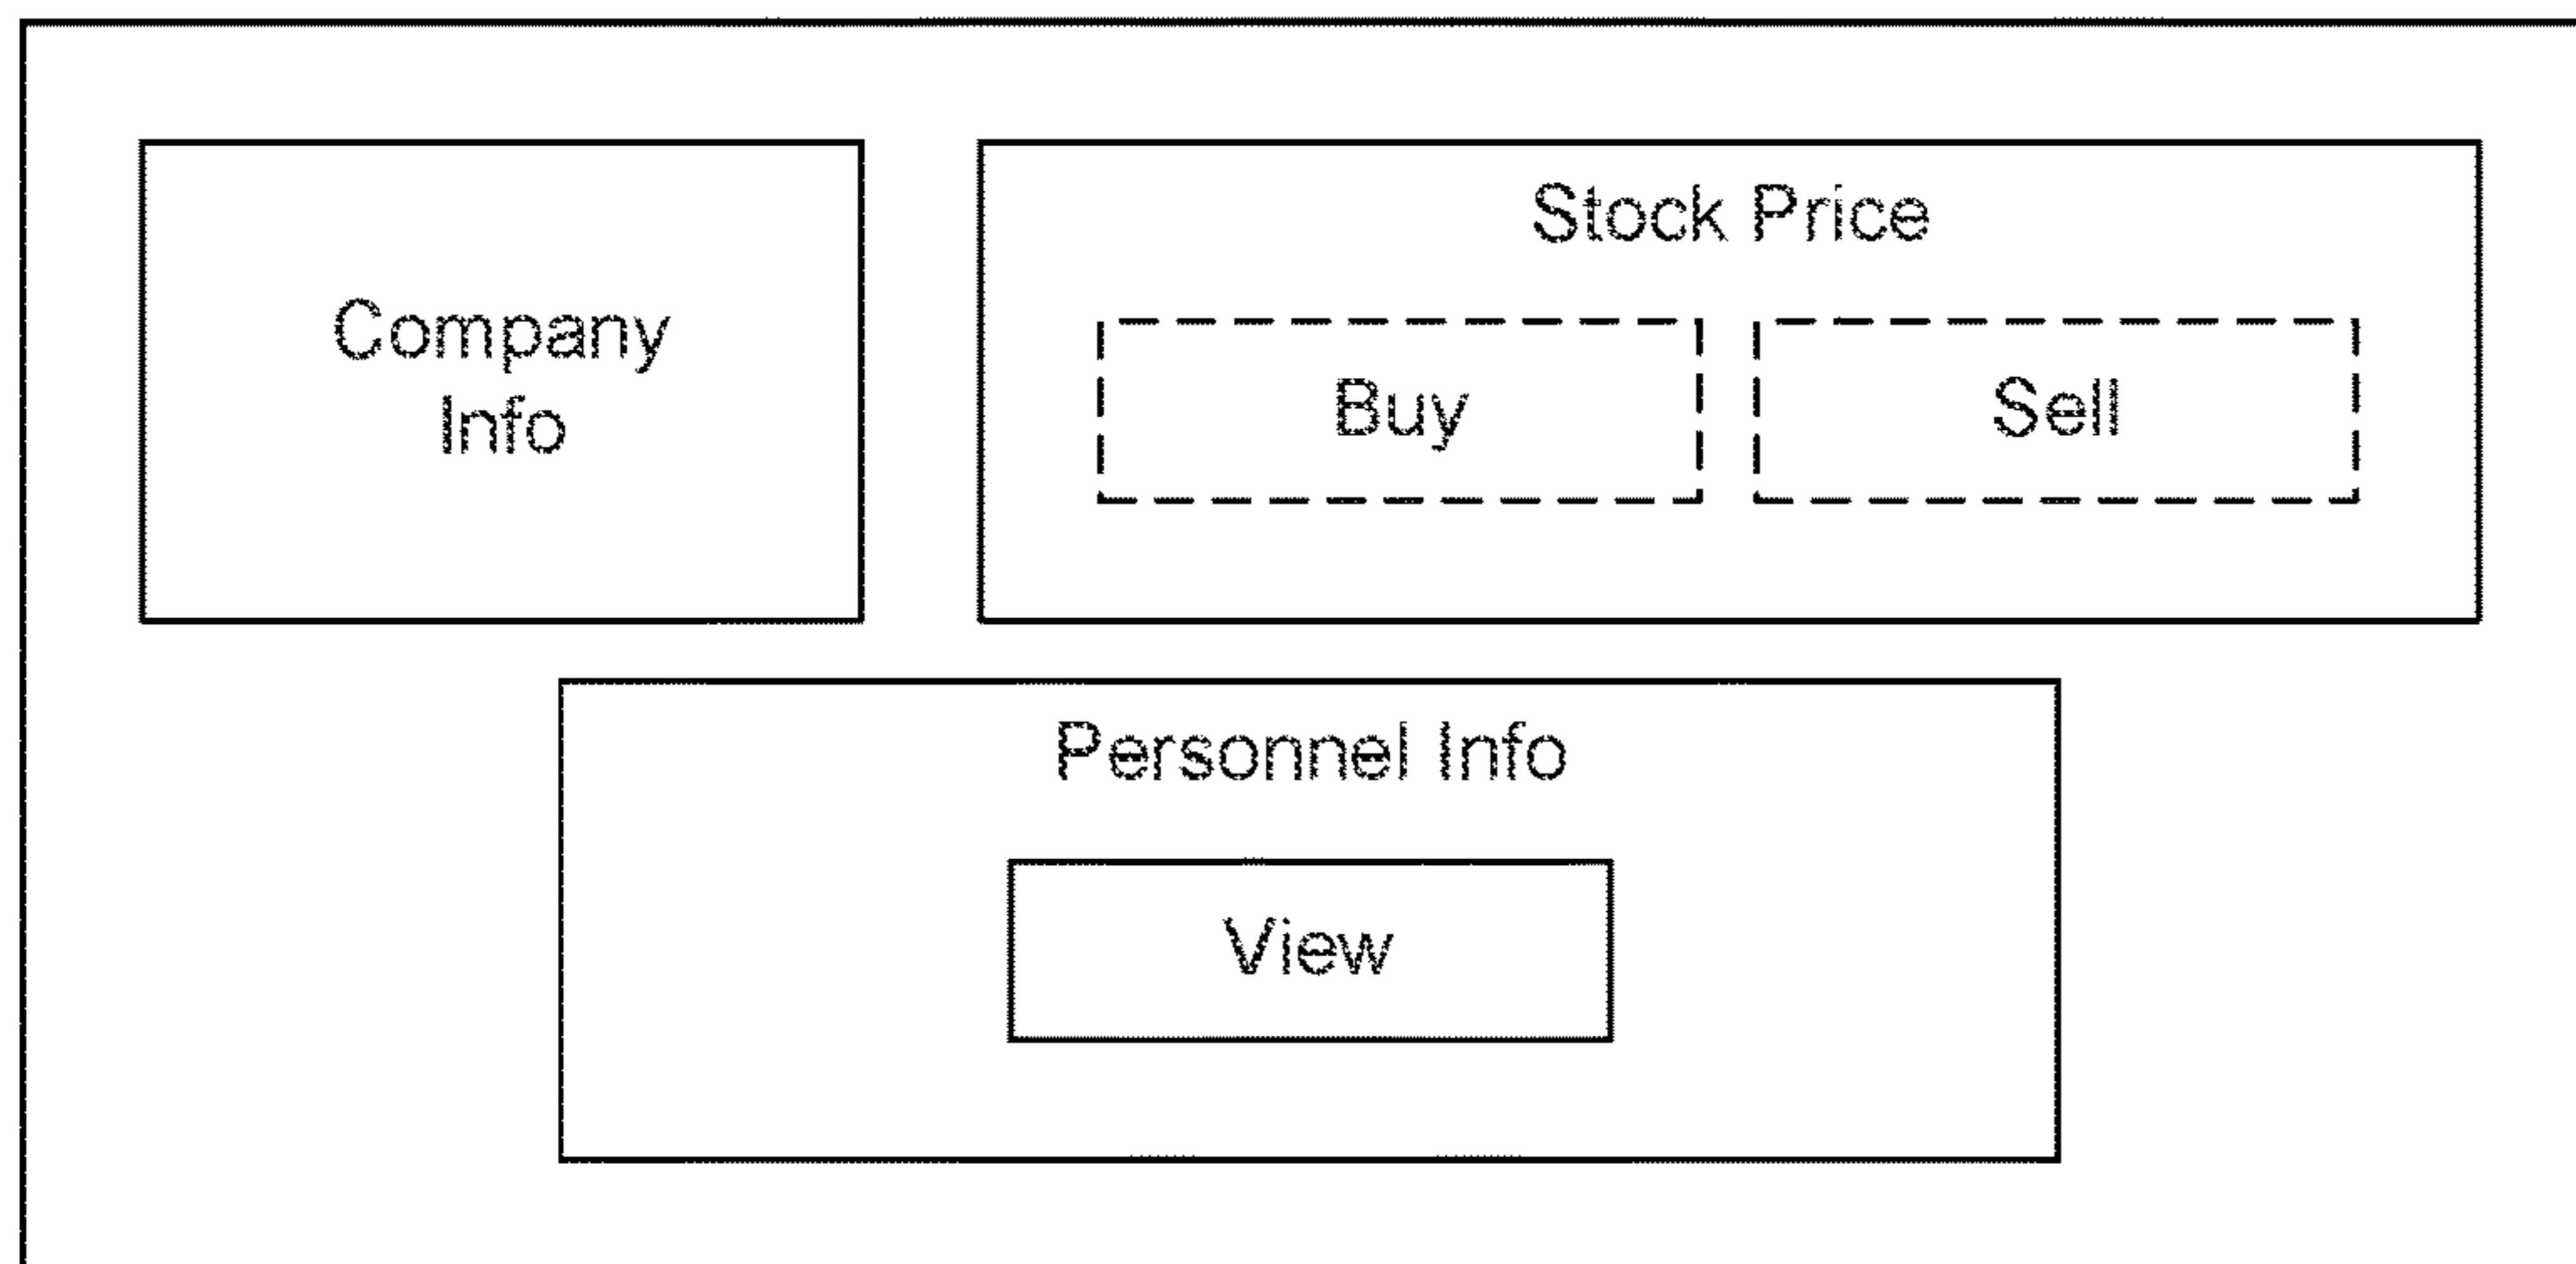 Company
Info
Stock Price
Buy
Sell
Personnel Info
View